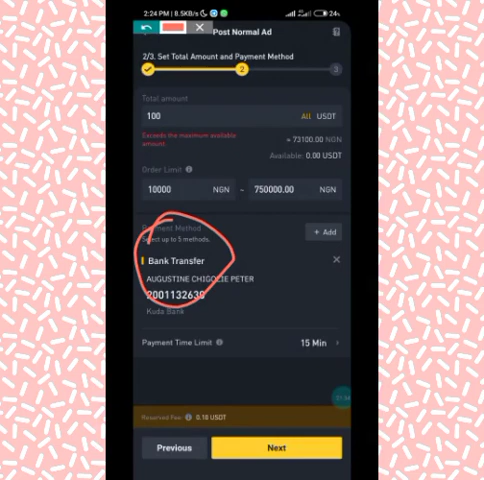 2:24 PM | 8.5KB/s
24%
Post Normal Ad
2/3. Set Total Amount and Payment Method
2
3
Total amount
100
All USDT
Exceeds the maximum available amount.
≈ 73100.00 NGN
Available: 0.00 USDT
Order Limit
10000 NGN ~ 750000.00 NGN
Payment Method
Select up to 5 methods.
+ Add
Bank Transfer
AUGUSTINE CHIGOZIE PETER
2001132630
Kuda Bank
Payment Time Limit
15 Min
Reserved Fee 0.10 USDT
Previous
Next